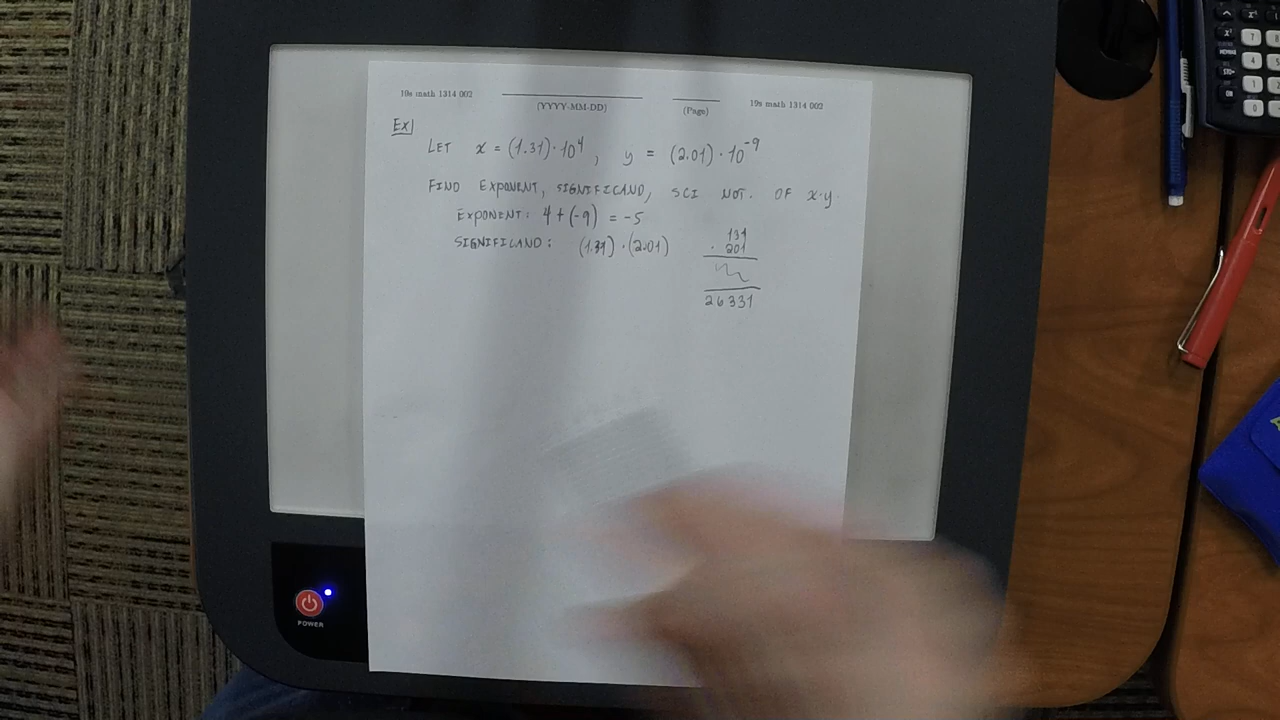 19s math 1314 002
(YYYY-MM-DD)
(Page)
19s math 1314 002
Ex)
LET x = (1.31)·10⁴, y = (2.01)·10⁻⁹
FIND EXPONENT, SIGNIFICAND, SCI NOT. OF x·y.
EXPONENT: 4+(-9) = -5
SIGNIFICAND: (1.31)·(2.01)
131
· 201
26331
POWER